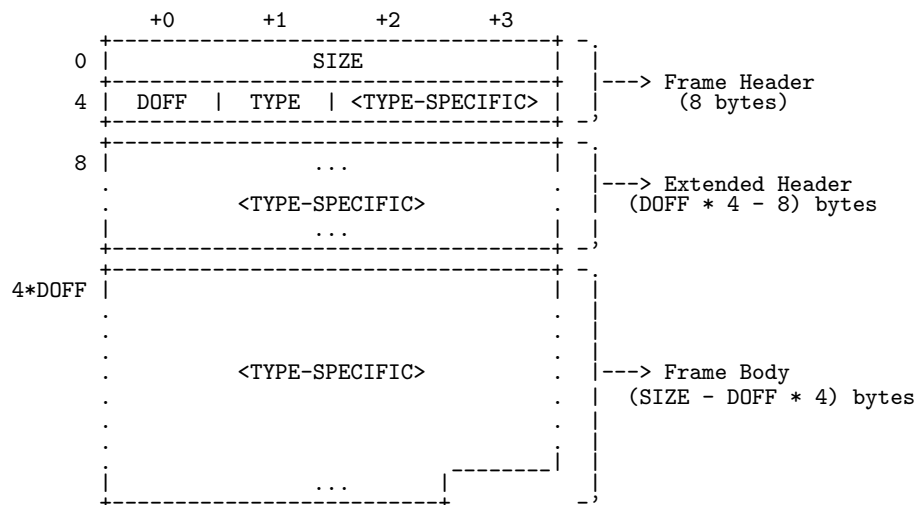 +0 +1 +2 +3
0 SIZE
---> Frame Header
4 DOFF | TYPE | <TYPE-SPECIFIC>
(8 bytes)
8 ...
---> Extended Header
<TYPE-SPECIFIC> (DOFF * 4 - 8) bytes
...
4*DOFF
<TYPE-SPECIFIC> ---> Frame Body
(SIZE - DOFF * 4) bytes
...